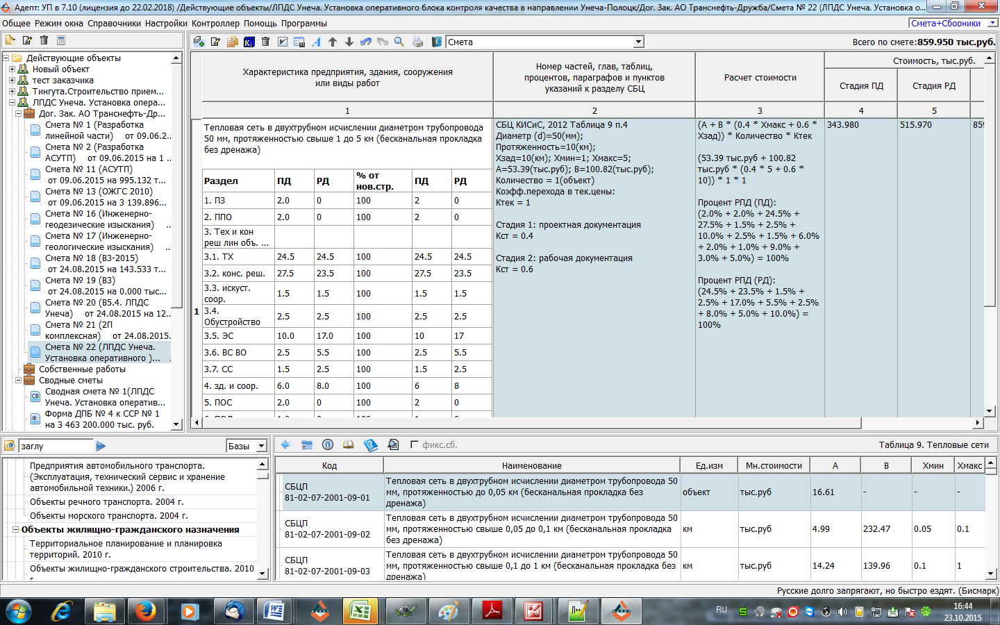 Адепт: УП в 7.10 (лицензия до 22.02.2018) /Действующие объекты/ЛПДС Унеча. Установка оперативного блока контроля качества в направлении Унеча-Полоцк/Дог. Зак. АО Транснефть-Дружба/Смета № 22 (ЛПДС Унеча. Установка о...
Общее Режим окна Справочники Настройки Контроллер Помощь Программы
Смета+Сборники
Смета
Всего по смете:859.950 тыс.руб.
Действующие объекты
Новый объект
тест заказчика
Тингута.Строительство прием...
ЛПДС Унеча. Установка опера...
Дог. Зак. АО Транснефть-Др...
Смета № 1 (Разработка
линейной части) от 09.06.2...
Смета № 2 (Разработка
АСУТП) от 09.06.2015 на 1 ...
Смета № 11 (АСУТП)
от 09.06.2015 на 995.132 т...
Смета № 13 (ОЖГС 2010)
от 09.06.2015 на 3 139.896...
Смета № 16 (Инженерно-
геодезические изыскания) ..
Смета № 17 (Инженерно-
геологические изыскания) ..
Смета № 18 (ВЗ-2015)
от 24.08.2015 на 143.533 т...
Смета № 19 (ВЗ)
от 24.08.2015 на 0.000 тыс...
Смета № 20 (В5.4. ЛПДС
Унеча) от 24.08.2015 на 12...
Смета № 21 (2П
комплексная) от 24.08.2015.
Смета № 22 (ЛПДС Унеча.
Установка оперативного )... .
Собственные работы
Сводные сметы
Сводная смета № 1(ЛПДС
Унеча. Установка оператив...
Форма ДПБ № 4 к ССР № 1
на 3 463 200.000 тыс. руб.
Характеристика предприятия, здания, сооружения
или виды работ
Номер частей, глав, таблиц,
процентов, параграфов и пунктов
указаний к разделу СБЦ
Расчет стоимости
Стоимость, тыс.руб.
Стадия ПД
Стадия РД
1 2 3 4 5
1
Тепловая сеть в двухтрубном исчислении диаметром трубопровода
50 мм, протяженностью свыше 1 до 5 км (бесканальная прокладка
без дренажа)
Раздел ПД РД % от нов.стр. ПД РД
1. ПЗ 2.0 0 100 2 0
2. ППО 2.0 0 100 2 0
3. Тех и кон
реш лин об. ...
3.1. ТХ 24.5 24.5 100 24.5 24.5
3.2. конс. реш. 27.5 23.5 100 27.5 23.5
3.3. искуст.
соор. 1.5 1.5 100 1.5 1.5
3.4.
Обустройство 2.5 2.5 100 2.5 2.5
3.5. ЭС 10.0 17.0 100 10 17
3.6. ВС ВО 2.5 5.5 100 2.5 5.5
3.7. СС 1.5 2.5 100 1.5 2.5
4. зд. и соор. 6.0 8.0 100 6 8
5. ПОС 2.0 0 100 2 0
СБЦ КИСиС, 2012 Таблица 9 п.4
Диаметр (d)=50(мм);
Протяженность=10(км);
Xзад=10(км); Xмин=1; Xмакс=5;
А=53.39(тыс.руб); В=100.82(тыс.руб);
Количество = 1(объект)
Коэфф.перехода в тек.цены:
Ктек = 1
Стадия 1: проектная документация
Кст = 0.4
Стадия 2: рабочая документация
Кст = 0.6
(А + В * (0.4 * Xмакс + 0.6 *
Xзад)) * Количество * Ктек
(53.39 тыс.руб + 100.82
тыс.руб * (0.4 * 5 + 0.6 *
10)) * 1 * 1
Процент РПД (ПД):
(2.0% + 2.0% + 24.5% +
27.5% + 1.5% + 2.5% +
10.0% + 2.5% + 1.5% + 6.0%
+ 2.0% + 1.0% + 9.0% +
3.0% + 5.0%) = 100%
Процент РПД (РД):
(24.5% + 23.5% + 1.5% +
2.5% + 17.0% + 5.5% + 2.5%
+ 8.0% + 5.0% + 10.0%) =
100%
343.980 515.970 859
заглу
Базы
фикс.сб.
Таблица 9. Тепловые сети
Предприятия автомобильного транспорта.
(Эксплуатация, технический сервис и хранение
автомобильной техники.) 2006 г.
Объекты речного транспорта. 2004 г.
Объекты морского транспорта. 2004 г.
Объекты жилищно-гражданского назначения
Территориальное планирование и планировка
территорий. 2010 г.
Объекты жилищно-гражданского строительства. 2010
Код Наименование Ед.изм Мн.стоимости А В Xмин Xмакс
СБЦП
81-02-07-2001-09-01
Тепловая сеть в двухтрубном исчислении диаметром трубопровода 50
мм, протяженностью до 0,05 км (бесканальная прокладка без
дренажа)
объект тыс.руб 16.61 - - -
СБЦП
81-02-07-2001-09-02
Тепловая сеть в двухтрубном исчислении диаметром трубопровода 50
мм, протяженностью свыше 0,05 до 0,1 км (бесканальная прокладка
без дренажа)
км тыс.руб 4.99 232.47 0.05 0.1
СБЦП
81-02-07-2001-09-03
Тепловая сеть в двухтрубном исчислении диаметром трубопровода 50
мм, протяженностью свыше 0,1 до 1 км (бесканальная прокладка без
дренажа)
км тыс.руб 14.24 139.96 0.1 1
Русские долго запрягают, но быстро ездят. (Бисмарк)
RU
16:44
23.10.2015